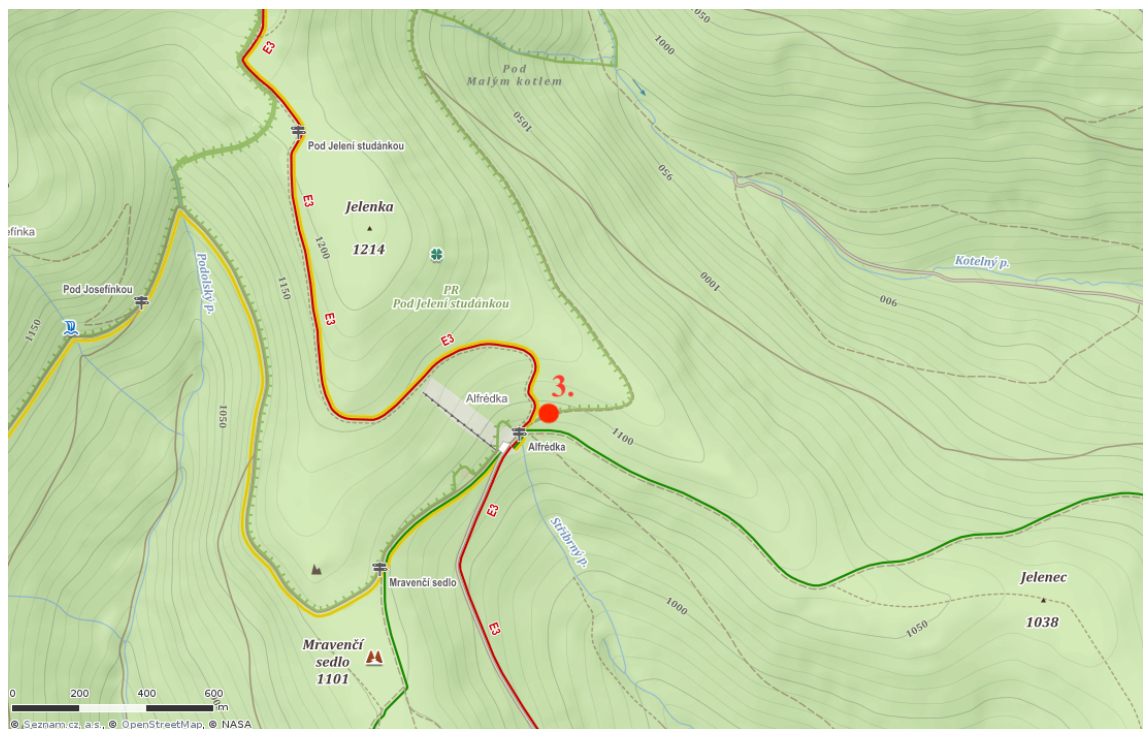 1050
E3
1000
Pod
Malým kotlem
1050
Pod Jelení studánkou
950
E3
Jelenka
1214
1200
efínka
Podolský p.
Kotelný p.
1150
1000
Pod Josefínkou
PR
Pod Jelení studánkou
900
1150
E3
E3
3.
Alfrédka
1050
1100
Alfrédka
E3
Stříbrný p.
Mravenčí sedlo
Jelenec
1000
1038
1050
E3
Mravenčí
sedlo
1101
0 200 400 600
m
© Seznam.cz, a.s., © OpenStreetMap, © NASA